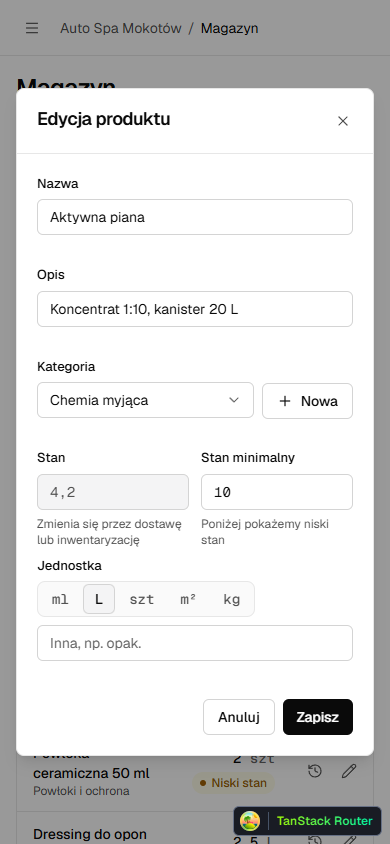 Auto Spa Mokotów / Magazyn
Magazyn
Edycja produktu
Nazwa
Aktywna piana
Opis
Koncentrat 1:10, kanister 20 L
Kategoria
Chemia myjąca
Nowa
Stan
Stan minimalny
4,2
10
Zmienia się przez dostawę
lub inwentaryzację
Poniżej pokażemy niski
stan
Jednostka
ml L szt m² kg
Inna, np. opak.
Anuluj
Zapisz
Powłoka
ceramiczna 50 ml
Powłoki i ochrona
2 szt
Niski stan
TanStack Router
Dressing do opon
2,5 L